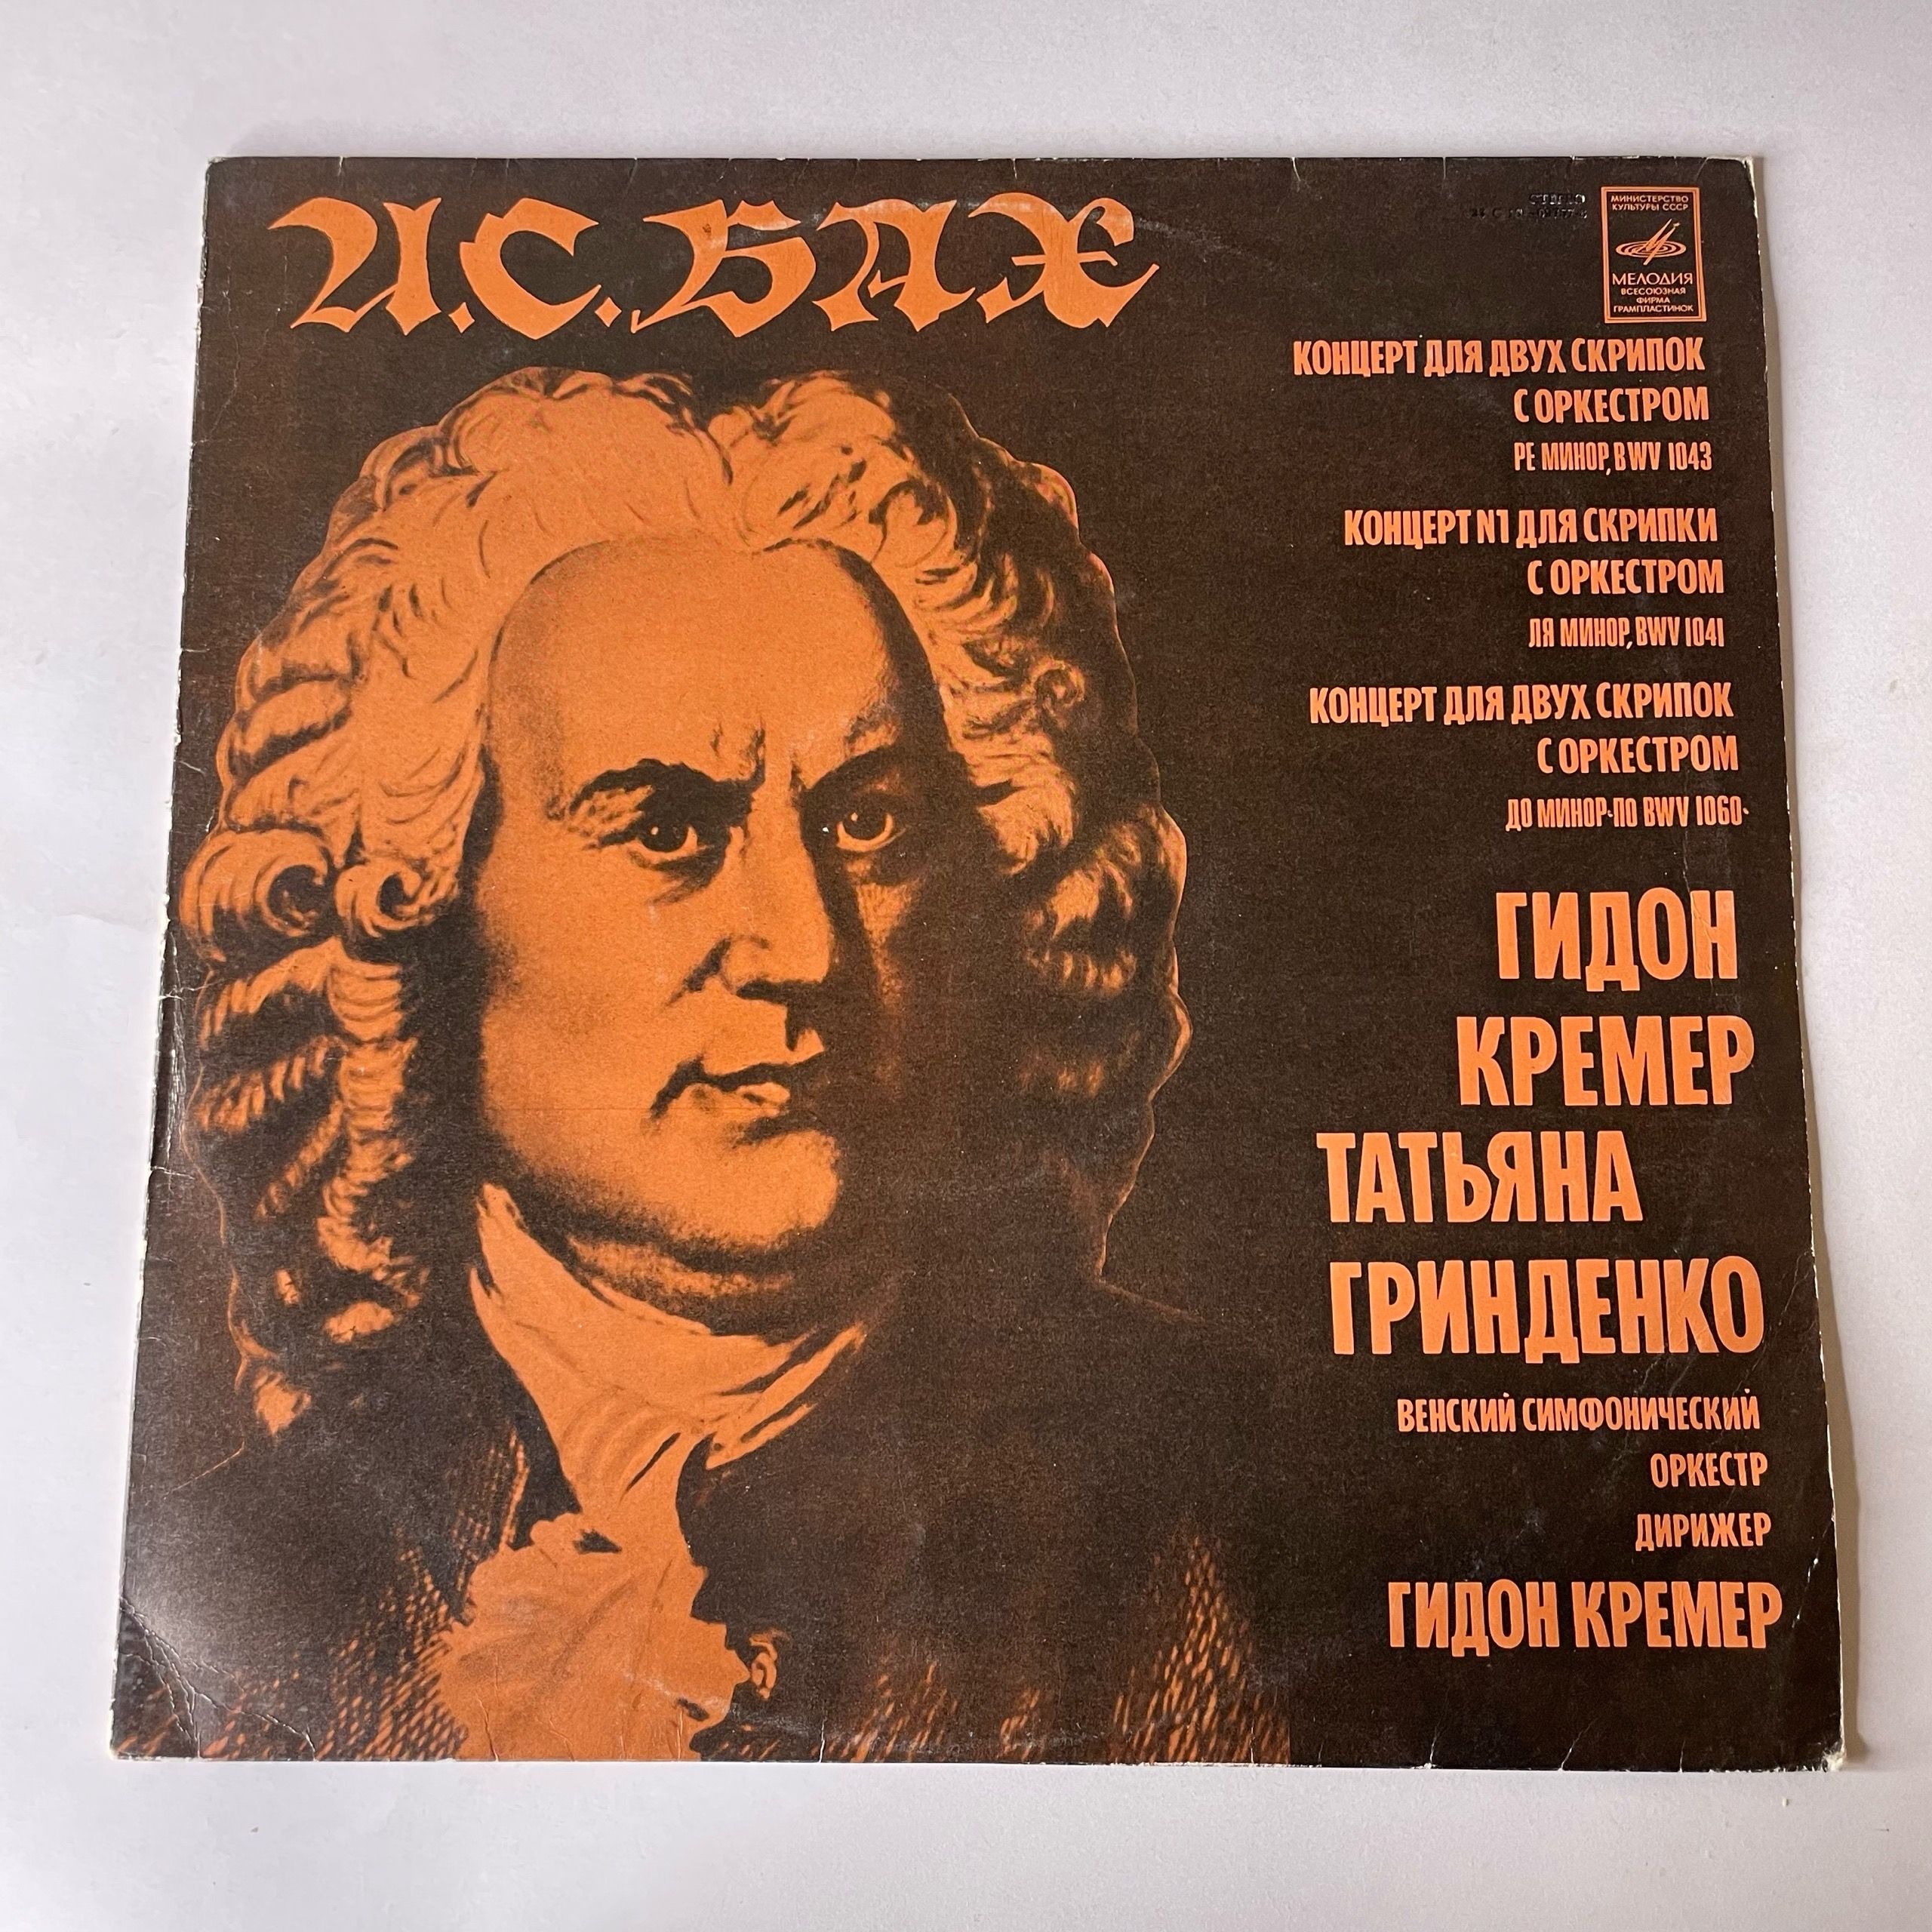 И.С. БАХ
СТЕРЕО
МИНИСТЕРСТВО
КУЛЬТУРЫ СССР
МЕЛОДИЯ
ВСЕСОЮЗНАЯ
ФИРМА
ГРАМПЛАСТИНОК
КОНЦЕРТ ДЛЯ ДВУХ СКРИПОК
С ОРКЕСТРОМ
РЕ МИНОР, BWV 1043
КОНЦЕРТ N1 ДЛЯ СКРИПКИ
С ОРКЕСТРОМ
ЛЯ МИНОР, BWV 1041
КОНЦЕРТ ДЛЯ ДВУХ СКРИПОК
С ОРКЕСТРОМ
ДО МИНОР·ПО BWV 1060·
ГИДОН
КРЕМЕР
ТАТЬЯНА
ГРИНДЕНКО
ВЕНСКИЙ СИМФОНИЧЕСКИЙ
ОРКЕСТР
ДИРИЖЕР
ГИДОН КРЕМЕР